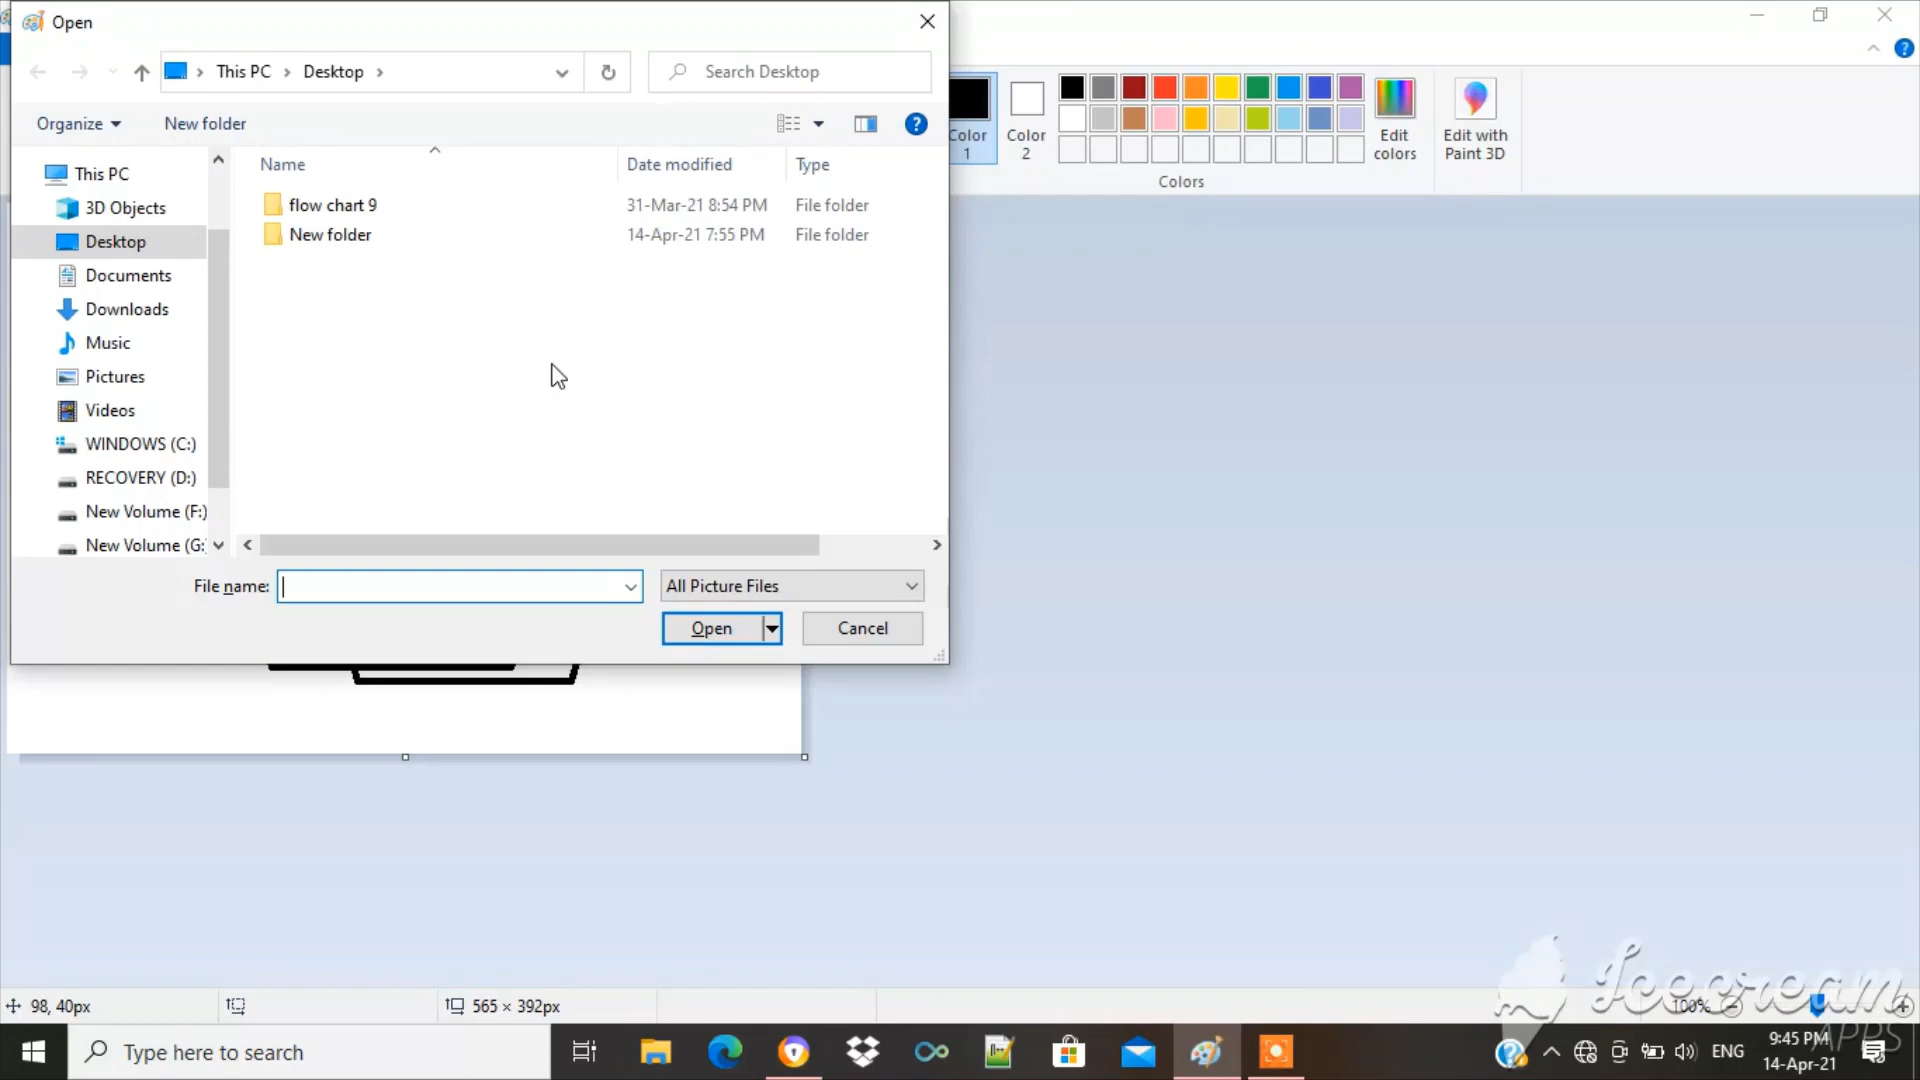 Open
This PC
Desktop
Search Desktop
Organize
New folder
Name
Date modified
Type
This PC
3D Objects
Desktop
Documents
Downloads
Music
Pictures
Videos
WINDOWS (C:)
RECOVERY (D:)
New Volume (F:)
New Volume (G:
flow chart 9
31-Mar-21 8:54 PM
File folder
New folder
14-Apr-21 7:55 PM
File folder
File name:
All Picture Files
Open
Cancel
Color
1
Color
2
Edit
colors
Edit with
Paint 3D
Colors
98, 40px
565 × 392px
100%
Icecream
APPS
Type here to search
ENG
9:45 PM
14-Apr-21